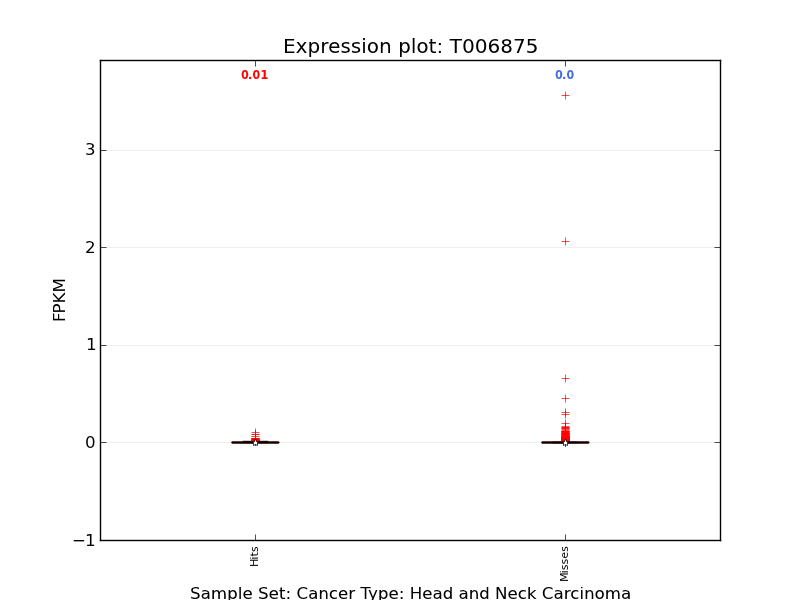 Expression plot: T006875
0.01
0.0
3
2
1
0
−1
FPKM
Hits
Misses
Sample Set: Cancer Type: Head and Neck Carcinoma